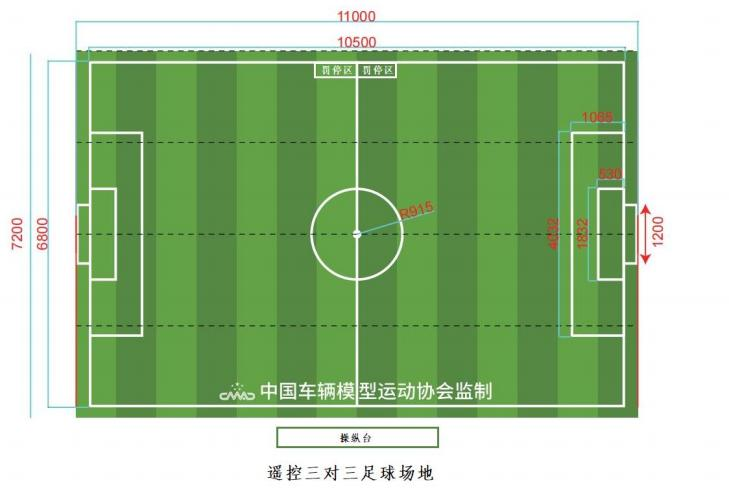 11000
10500
罚停区 罚停区
1065
530
R915
7200
6800
4032
1832
1200
CMAC 中国车辆模型运动协会监制
操纵台
遥控三对三足球场地